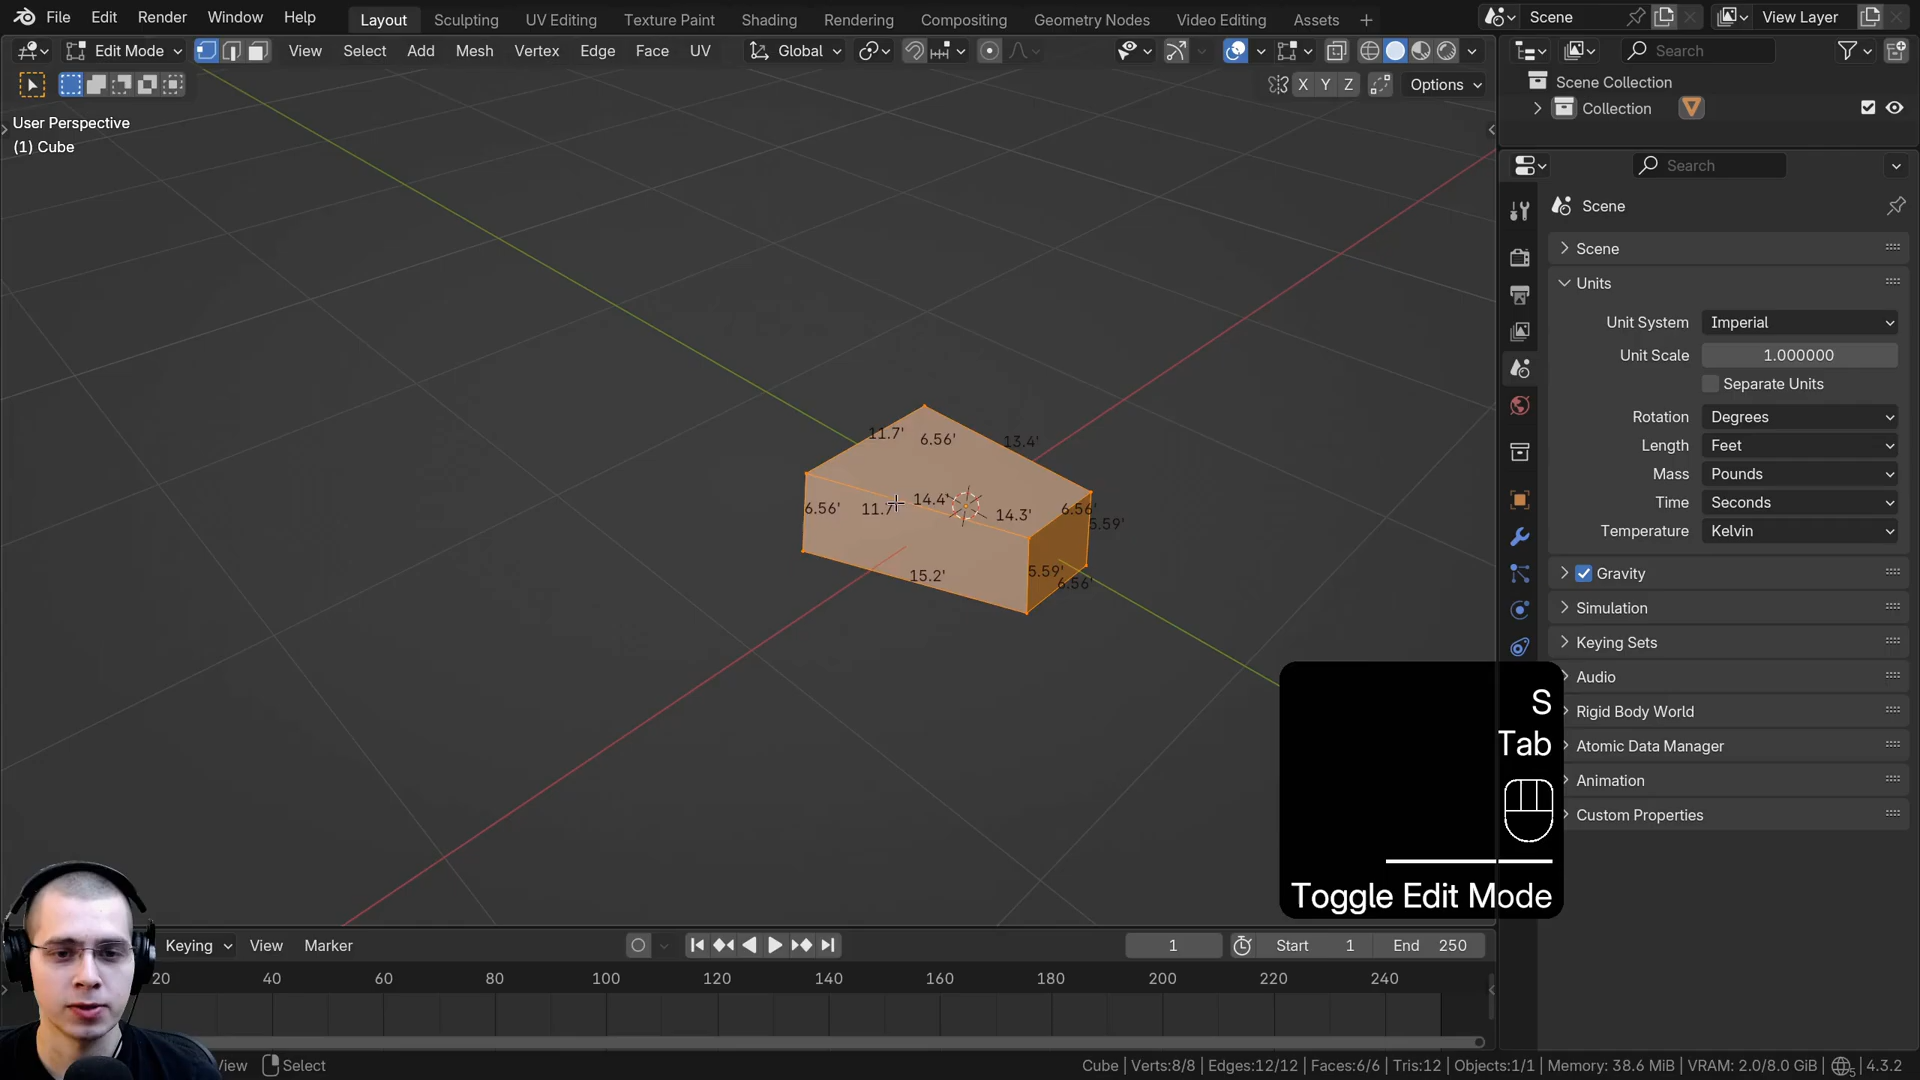 File Edit Render Window Help Layout Sculpting UV Editing Texture Paint Shading Rendering Compositing Geometry Nodes Video Editing Assets + Scene View Layer
Edit Mode View Select Add Mesh Vertex Edge Face UV Global Search
X Y Z Options
Scene Collection
Collection
User Perspective
(1) Cube
Search
Scene
Scene
Units
Unit System Imperial
Unit Scale 1.000000
Separate Units
Rotation Degrees
Length Feet
Mass Pounds
Time Seconds
Temperature Kelvin
Gravity
Simulation
Keying Sets
Audio
Rigid Body World
Atomic Data Manager
Animation
Custom Properties
11.7' 6.56' 13.4'
6.56' 11.7' 14.4' 14.3' 6.56' 5.59'
15.2' 5.59' 6.56'
S
Tab
Toggle Edit Mode
Keying View Marker 1 Start 1 End 250
20 40 60 80 100 120 140 160 180 200 220 240
View Select Cube | Verts:8/8 | Edges:12/12 | Faces:6/6 | Tris:12 | Objects:1/1 | Memory: 38.6 MiB | VRAM: 2.0/8.0 GiB | 5 4.3.2